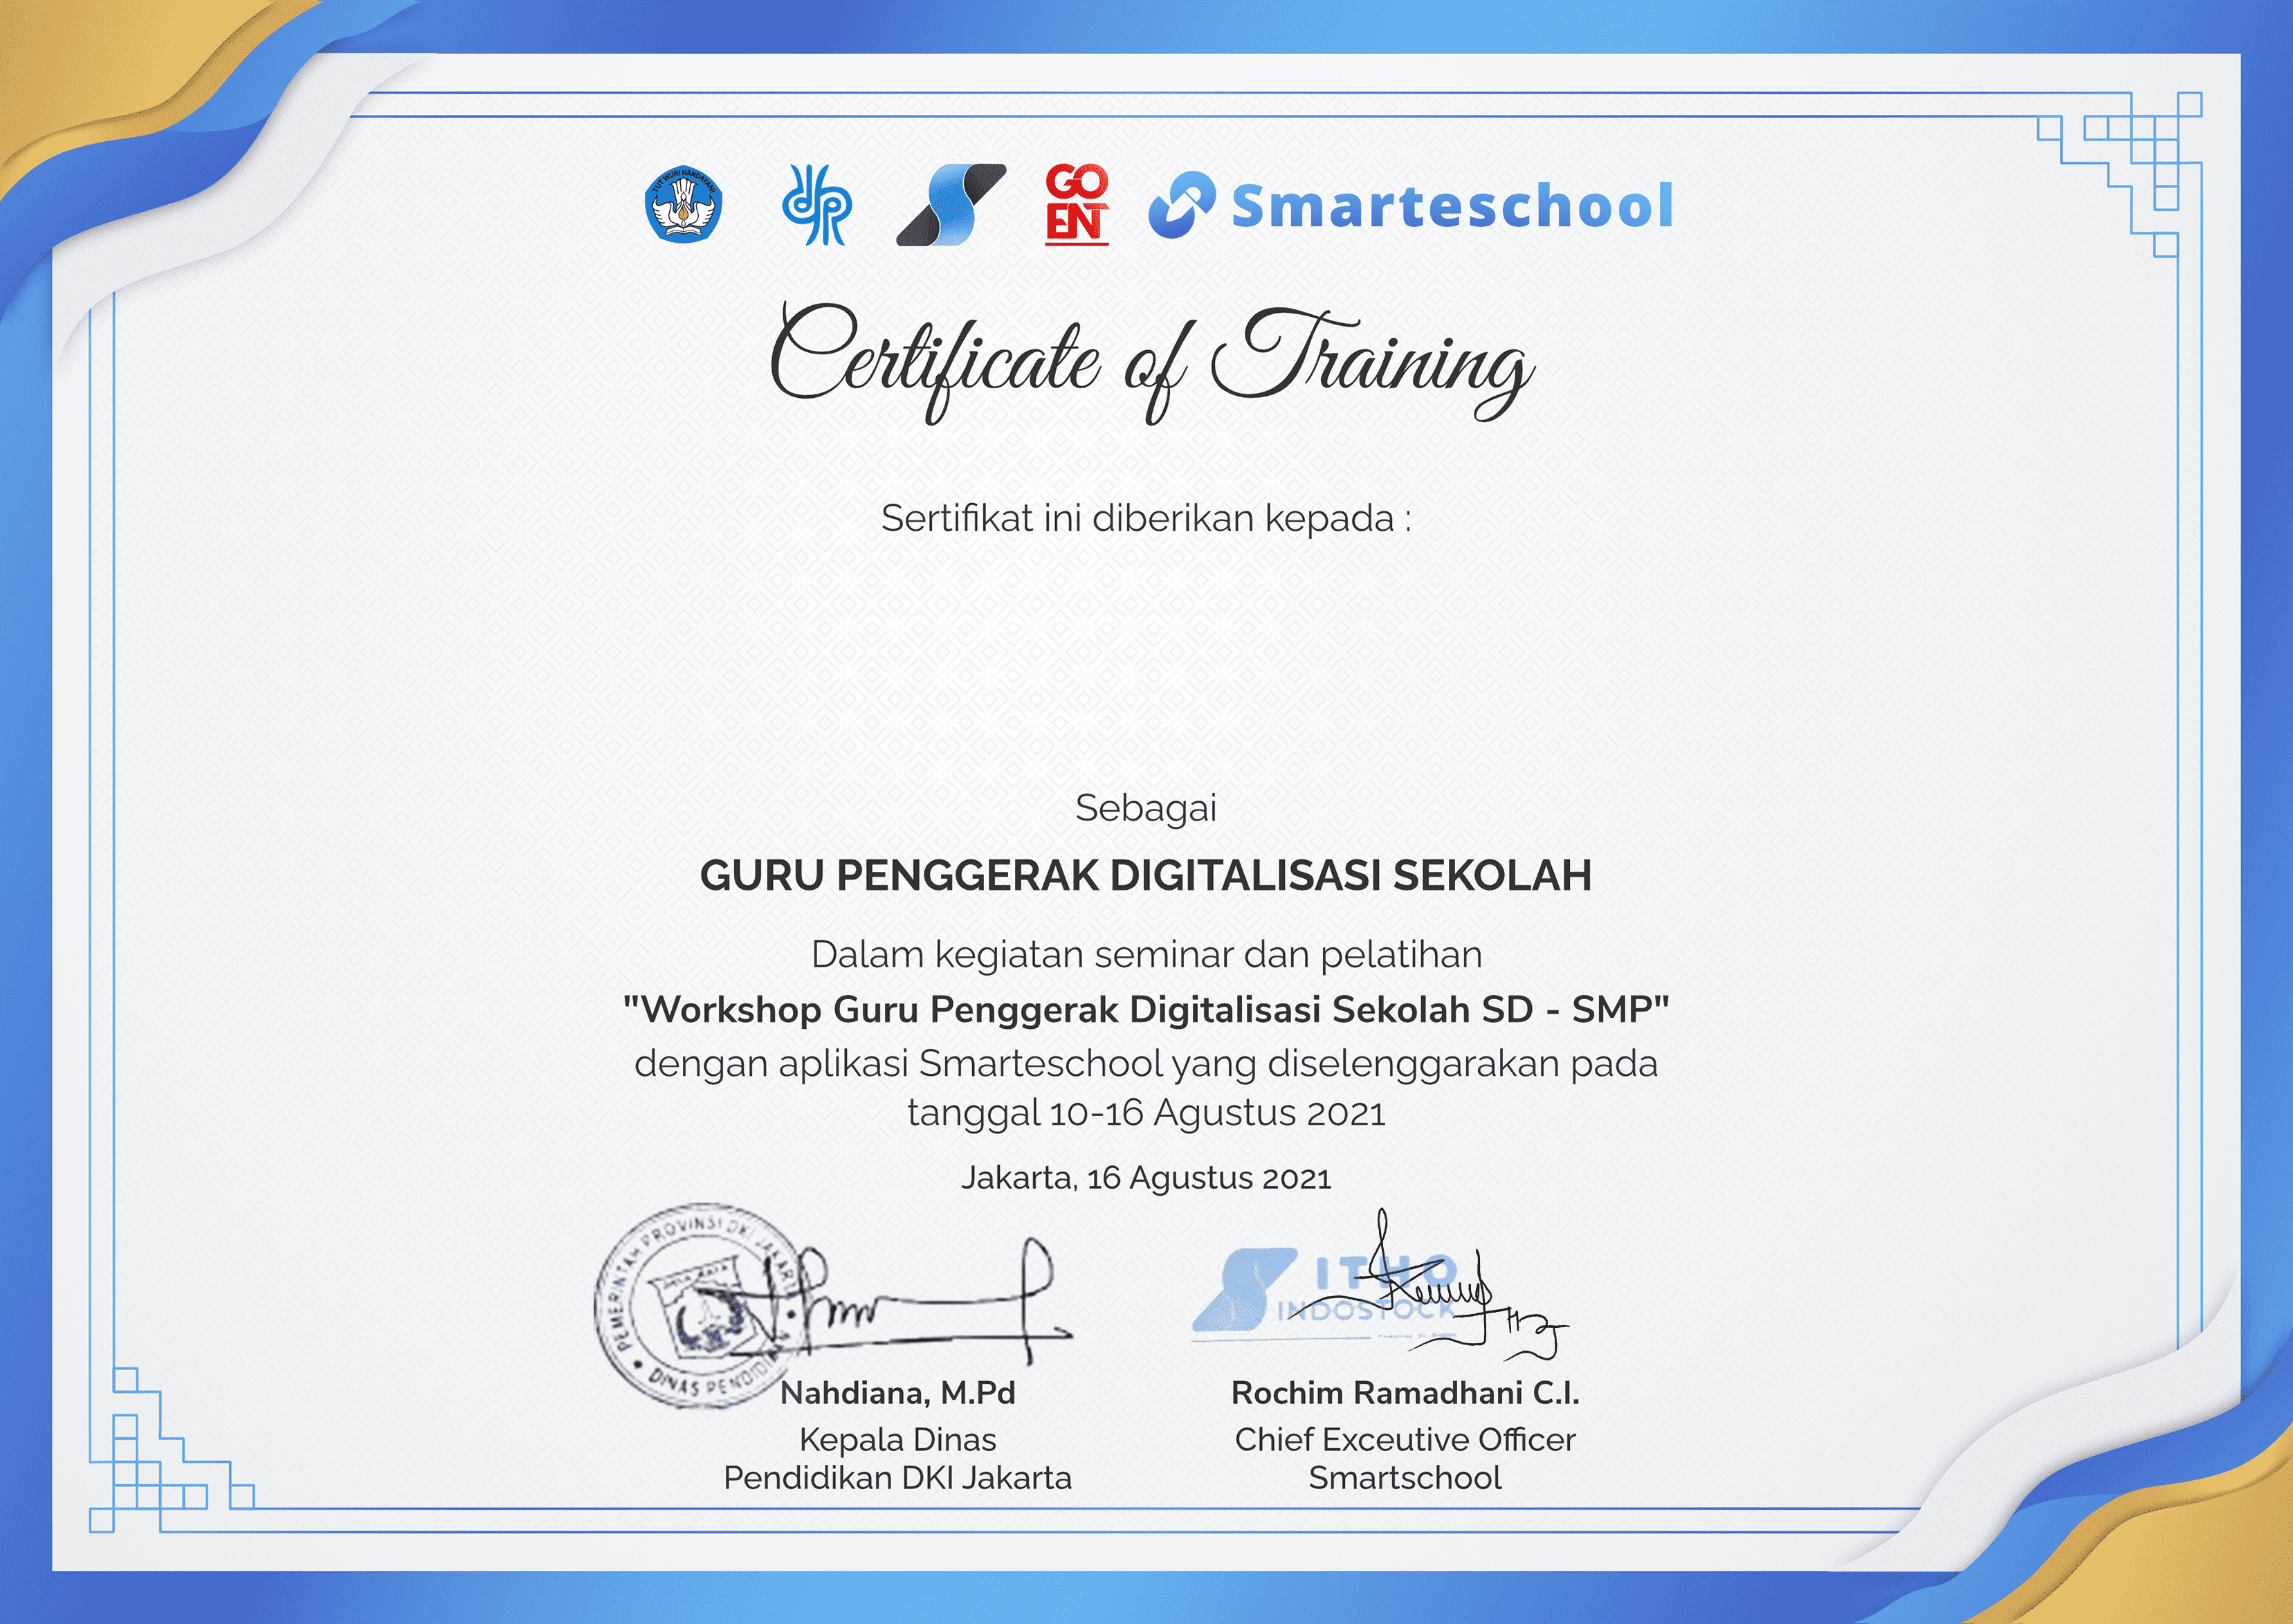 TUT WURI HANDAYANI
GO
ENT
Smarteschool
Certificate of Training
Sertifikat ini diberikan kepada :
Sebagai
GURU PENGGERAK DIGITALISASI SEKOLAH
Dalam kegiatan seminar dan pelatihan
"Workshop Guru Penggerak Digitalisasi Sekolah SD - SMP"
dengan aplikasi Smarteschool yang diselenggarakan pada
tanggal 10-16 Agustus 2021
Jakarta, 16 Agustus 2021
PEMERINTAH PROVINSI DKI JAKARTA
DINAS PENDIDIKAN
ITHO
INDOSTOCK
Nahdiana, M.Pd
Kepala Dinas
Pendidikan DKI Jakarta
Rochim Ramadhani C.I.
Chief Exceutive Officer
Smartschool